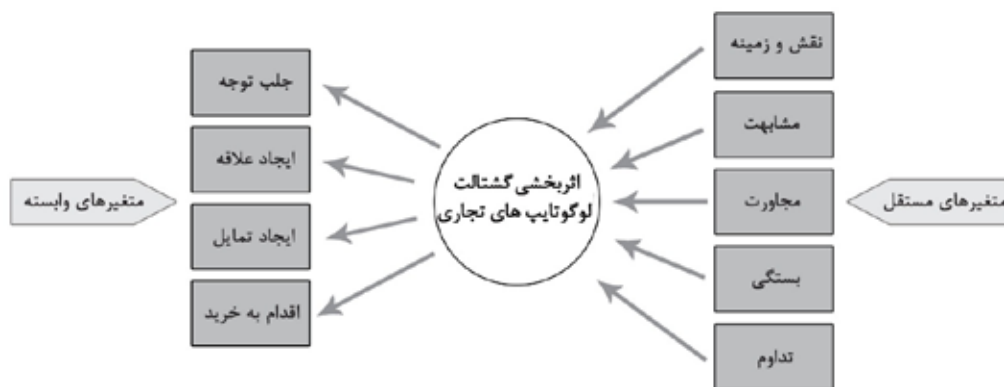 متغیرهای مستقل
نقش و زمینه
مشابهت
مجاورت
بستگی
تداوم
اثربخشی گشتالت
لوگوتایپ های تجاری
جلب توجه
ایجاد علاقه
ایجاد تمایل
اقدام به خرید
متغیرهای وابسته